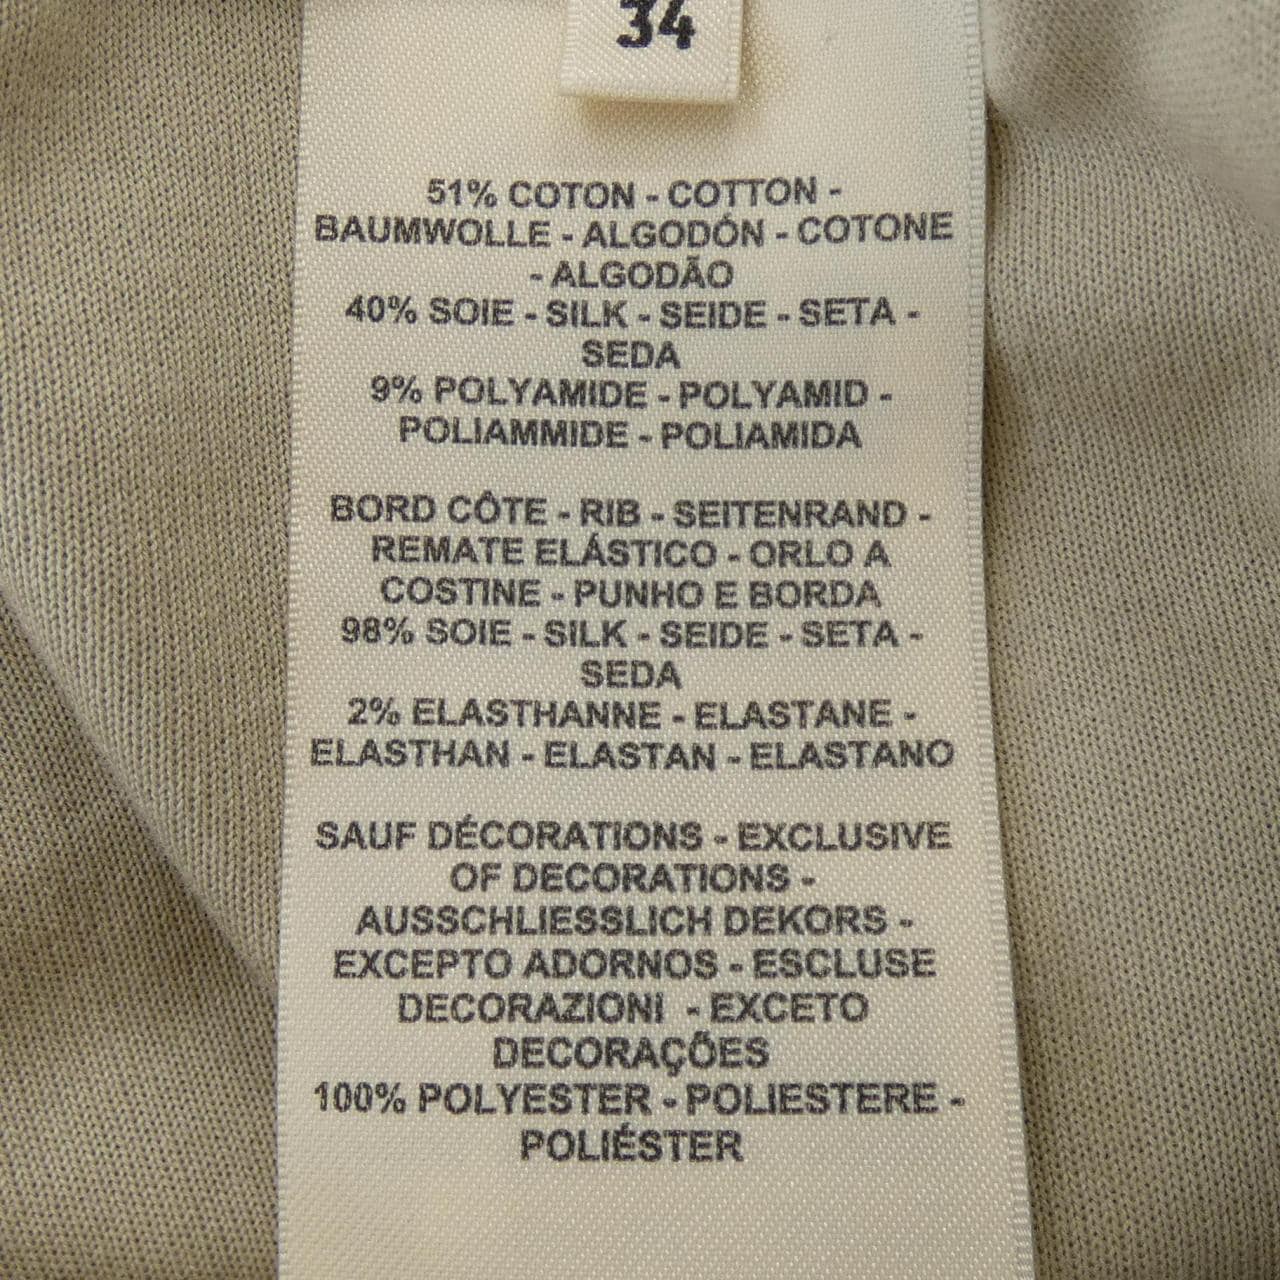 34
51% COTON - COTTON -
BAUMWOLLE - ALGODÓN - COTONE
- ALGODÃO
40% SOIE - SILK - SEIDE - SETA -
SEDA
9% POLYAMIDE - POLYAMID -
POLIAMMIDE - POLIAMIDA
BORD CÔTE - RIB - SEITENRAND -
REMATE ELÁSTICO - ORLO A
COSTINE - PUNHO E BORDA
98% SOIE - SILK - SEIDE - SETA -
SEDA
2% ELASTHANNE - ELASTANE -
ELASTHAN - ELASTAN - ELASTANO
SAUF DÉCORATIONS - EXCLUSIVE
OF DECORATIONS -
AUSSCHLIESSLICH DEKORS -
EXCEPTO ADORNOS - ESCLUSE
DECORAZIONI - EXCETO
DECORAÇÕES
100% POLYESTER - POLIESTERE -
POLIÉSTER